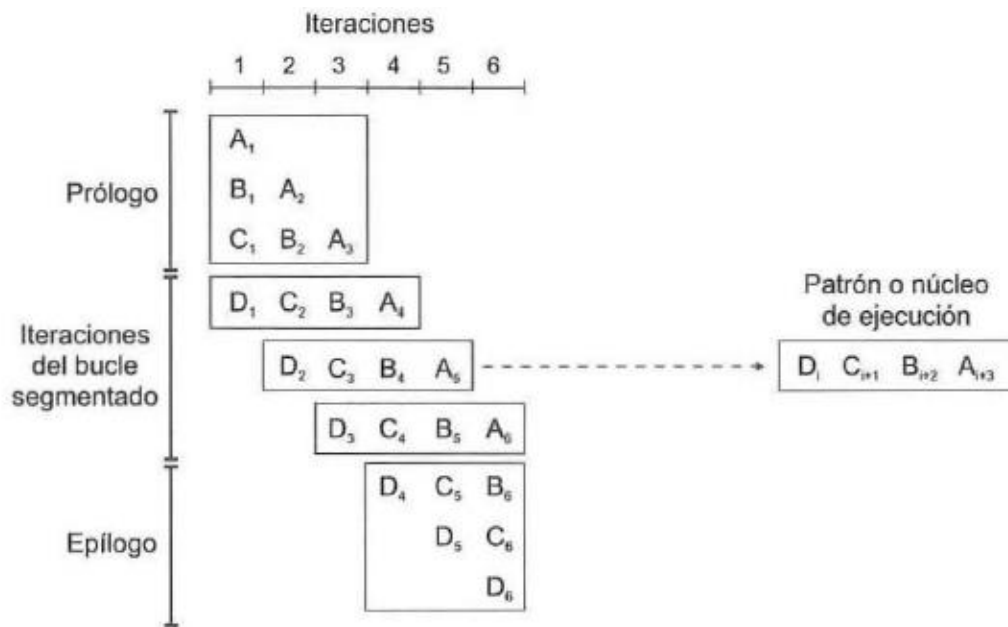 Iteraciones
1 2 3 4 5 6
Prólogo
A₁
B₁ A₂
C₁ B₂ A₃
Iteraciones
del bucle
segmentado
D₁ C₂ B₃ A₄
D₂ C₃ B₄ A₅
D₃ C₄ B₅ A₆
Patrón o núcleo
de ejecución
Dᵢ Cᵢ₊₁ Bᵢ₊₂ Aᵢ₊₃
Epílogo
D₄ C₅ B₆
D₅ C₆
D₆